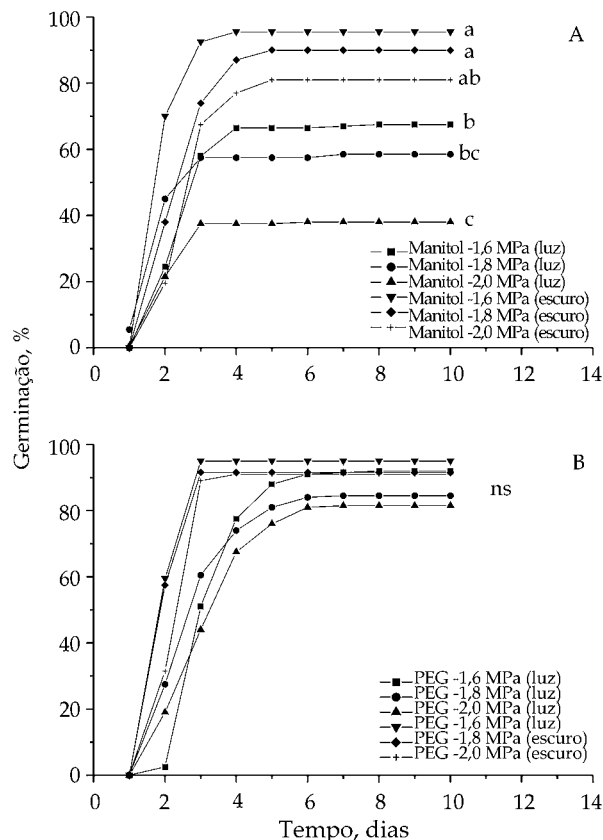 100
80
60
40
20
0
A
a
a
ab
b
bc
c
Manitol -1,6 MPa (luz)
Manitol -1,8 MPa (luz)
Manitol -2,0 MPa (luz)
Manitol -1,6 MPa (escuro)
Manitol -1,8 MPa (escuro)
Manitol -2,0 MPa (escuro)
0 2 4 6 8 10 12 14
Germinação, %
100
80
60
40
20
0
B
ns
PEG -1,6 MPa (luz)
PEG -1,8 MPa (luz)
PEG -2,0 MPa (luz)
PEG -1,6 MPa (luz)
PEG -1,8 MPa (escuro)
PEG -2,0 MPa (escuro)
0 2 4 6 8 10 12 14
Tempo, dias